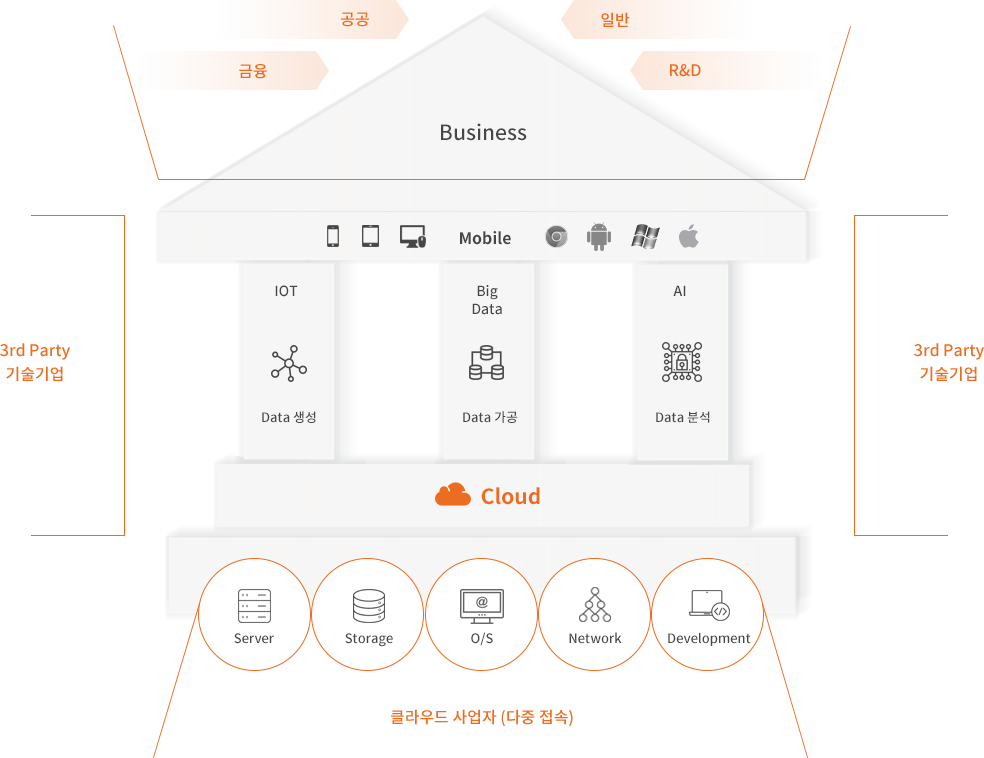 공공
일반
금융
R&D
Business
Mobile
IOT
Big
Data
AI
3rd Party
기술기업
3rd Party
기술기업
Data 생성
Data 가공
Data 분석
Cloud
@
</>
Server
Storage
O/S
Network
Development
클라우드 사업자 (다중 접속)